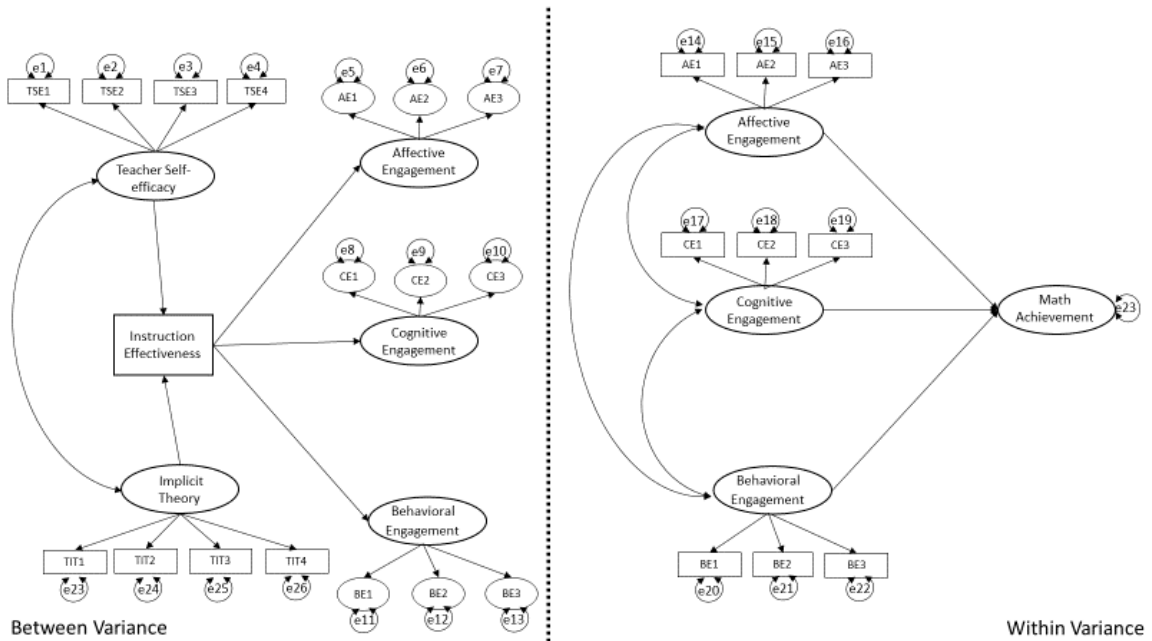 e1
e2
e3
e4
TSE1
TSE2
TSE3
TSE4
Teacher Self-
efficacy
e5
e6
e7
AE1
AE2
AE3
Affective
Engagement
e8
e9
e10
CE1
CE2
CE3
Cognitive
Engagement
Instruction
Effectiveness
Implicit
Theory
TIT1
TIT2
TIT3
TIT4
e23
e24
e25
e26
Behavioral
Engagement
BE1
BE2
BE3
e11
e12
e13
Between Variance
e14
e15
e16
AE1
AE2
AE3
Affective
Engagement
e17
e18
e19
CE1
CE2
CE3
Cognitive
Engagement
Math
Achievement
e23
Behavioral
Engagement
BE1
BE2
BE3
e20
e21
e22
Within Variance